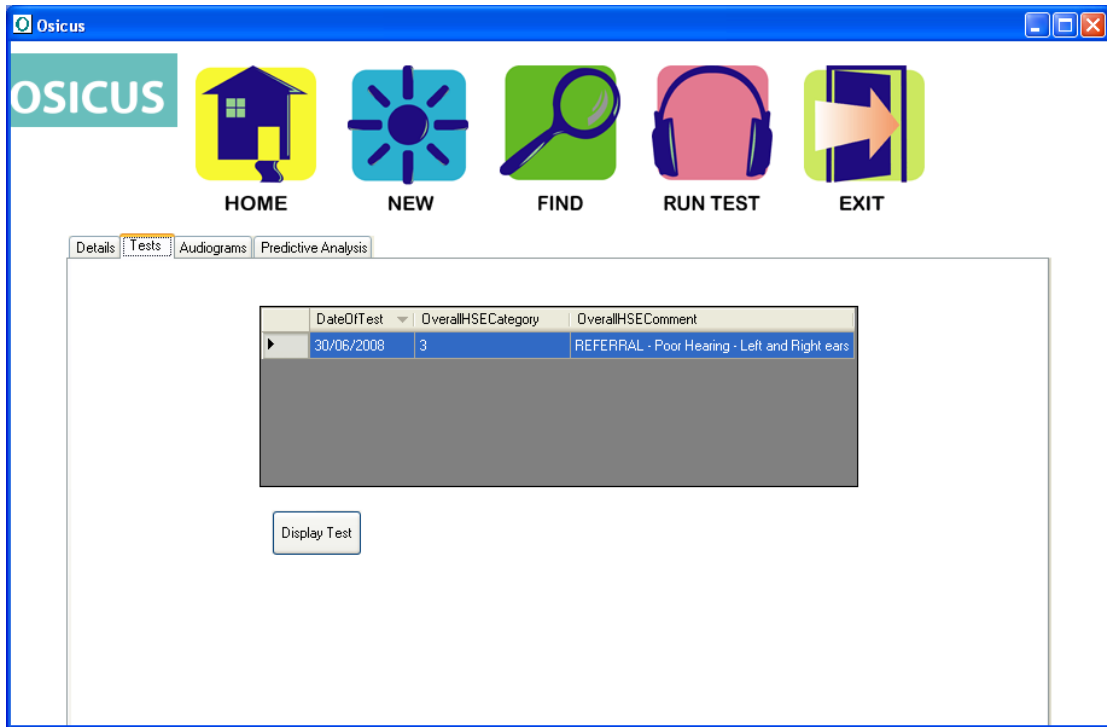 Osicus
OSICUS
HOME NEW FIND RUN TEST EXIT
Details Tests Audiograms Predictive Analysis
DateOfTest OverallHSECategory OverallHSEComment
30/06/2008 3 REFERRAL - Poor Hearing - Left and Right ears
Display Test